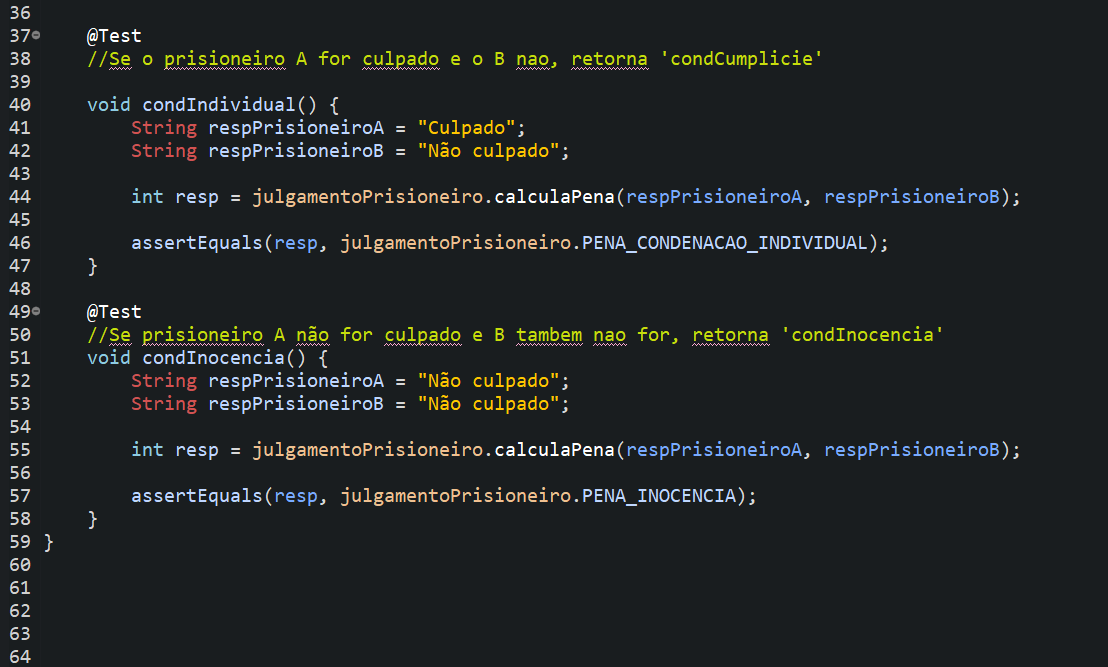 36
37 @Test
38 //Se o prisioneiro A for culpado e o B nao, retorna 'condCumplicie'
39
40 void condIndividual() {
41 String respPrisioneiroA = "Culpado";
42 String respPrisioneiroB = "Não culpado";
43
44 int resp = julgamentoPrisioneiro.calculaPena(respPrisioneiroA, respPrisioneiroB);
45
46 assertEquals(resp, julgamentoPrisioneiro.PENA_CONDENACAO_INDIVIDUAL);
47 }
48
49 @Test
50 //Se prisioneiro A não for culpado e B tambem nao for, retorna 'condInocencia'
51 void condInocencia() {
52 String respPrisioneiroA = "Não culpado";
53 String respPrisioneiroB = "Não culpado";
54
55 int resp = julgamentoPrisioneiro.calculaPena(respPrisioneiroA, respPrisioneiroB);
56
57 assertEquals(resp, julgamentoPrisioneiro.PENA_INOCENCIA);
58 }
59 }
60
61
62
63
64